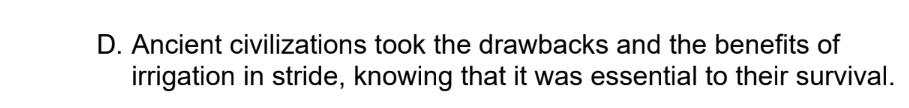 D. Ancient civilizations took the drawbacks and the benefits of
irrigation in stride, knowing that it was essential to their survival.